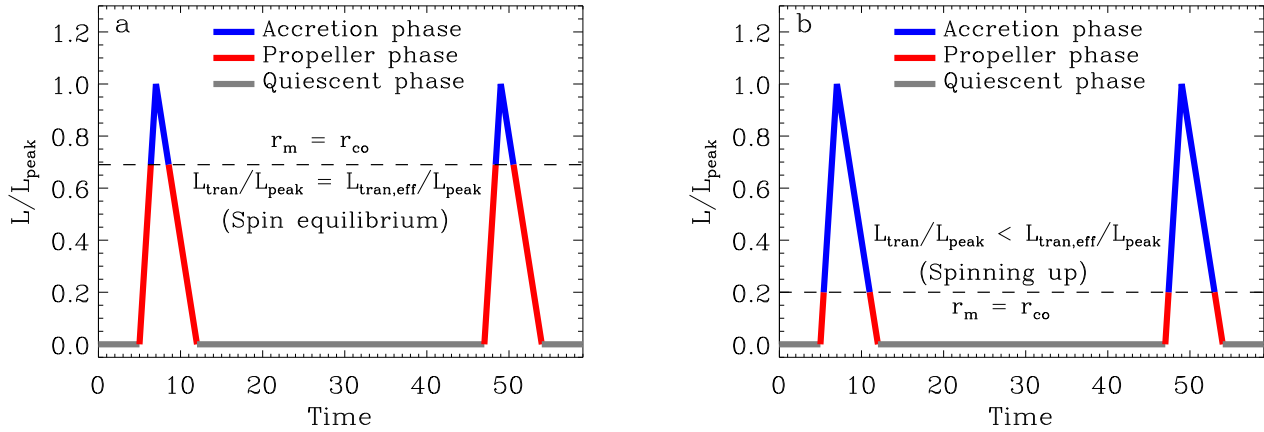 a
Accretion phase
Propeller phase
Quiescent phase
r_m = r_co
L_tran/L_peak = L_tran,eff/L_peak
(Spin equilibrium)
L/L_peak
1.2
1.0
0.8
0.6
0.4
0.2
0.0
0 10 20 30 40 50
Time
b
Accretion phase
Propeller phase
Quiescent phase
L_tran/L_peak < L_tran,eff/L_peak
(Spinning up)
r_m = r_co
L/L_peak
1.2
1.0
0.8
0.6
0.4
0.2
0.0
0 10 20 30 40 50
Time